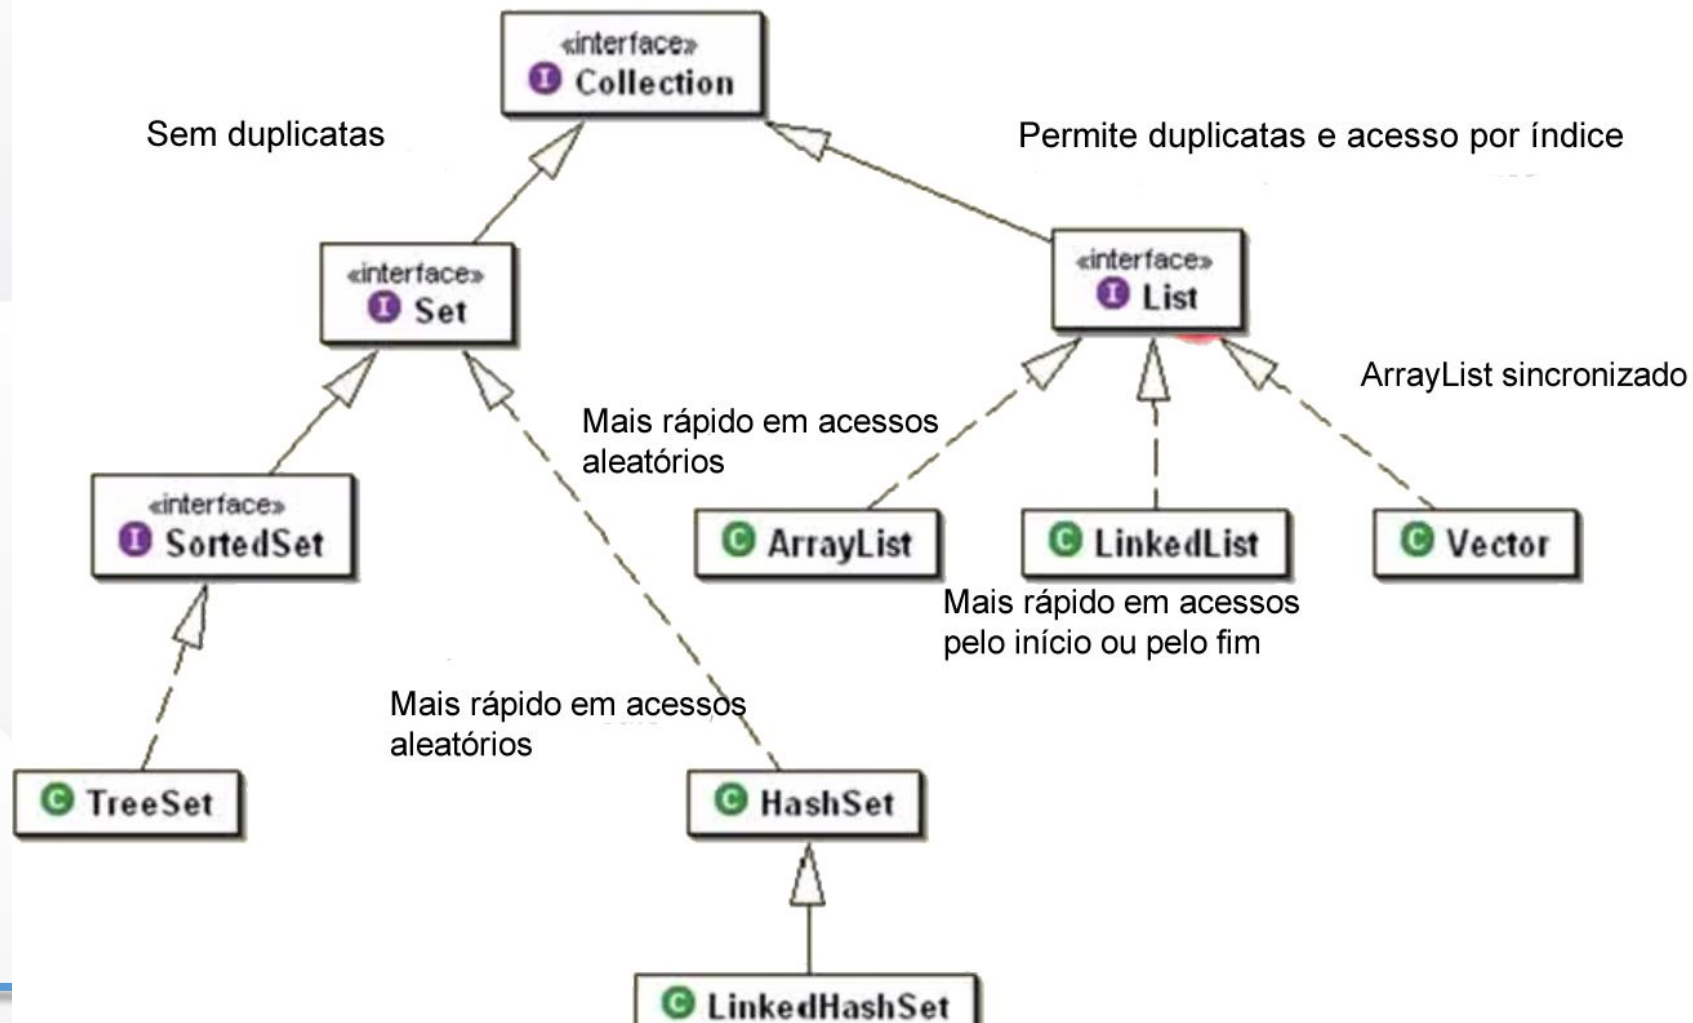 «interface»
I Collection
Sem duplicatas
Permite duplicatas e acesso por índice
«interface»
I Set
«interface»
I List
ArrayList sincronizado
Mais rápido em acessos
aleatórios
«interface»
I SortedSet
C ArrayList
C LinkedList
C Vector
Mais rápido em acessos
pelo início ou pelo fim
Mais rápido em acessos
aleatórios
C TreeSet
C HashSet
C LinkedHashSet